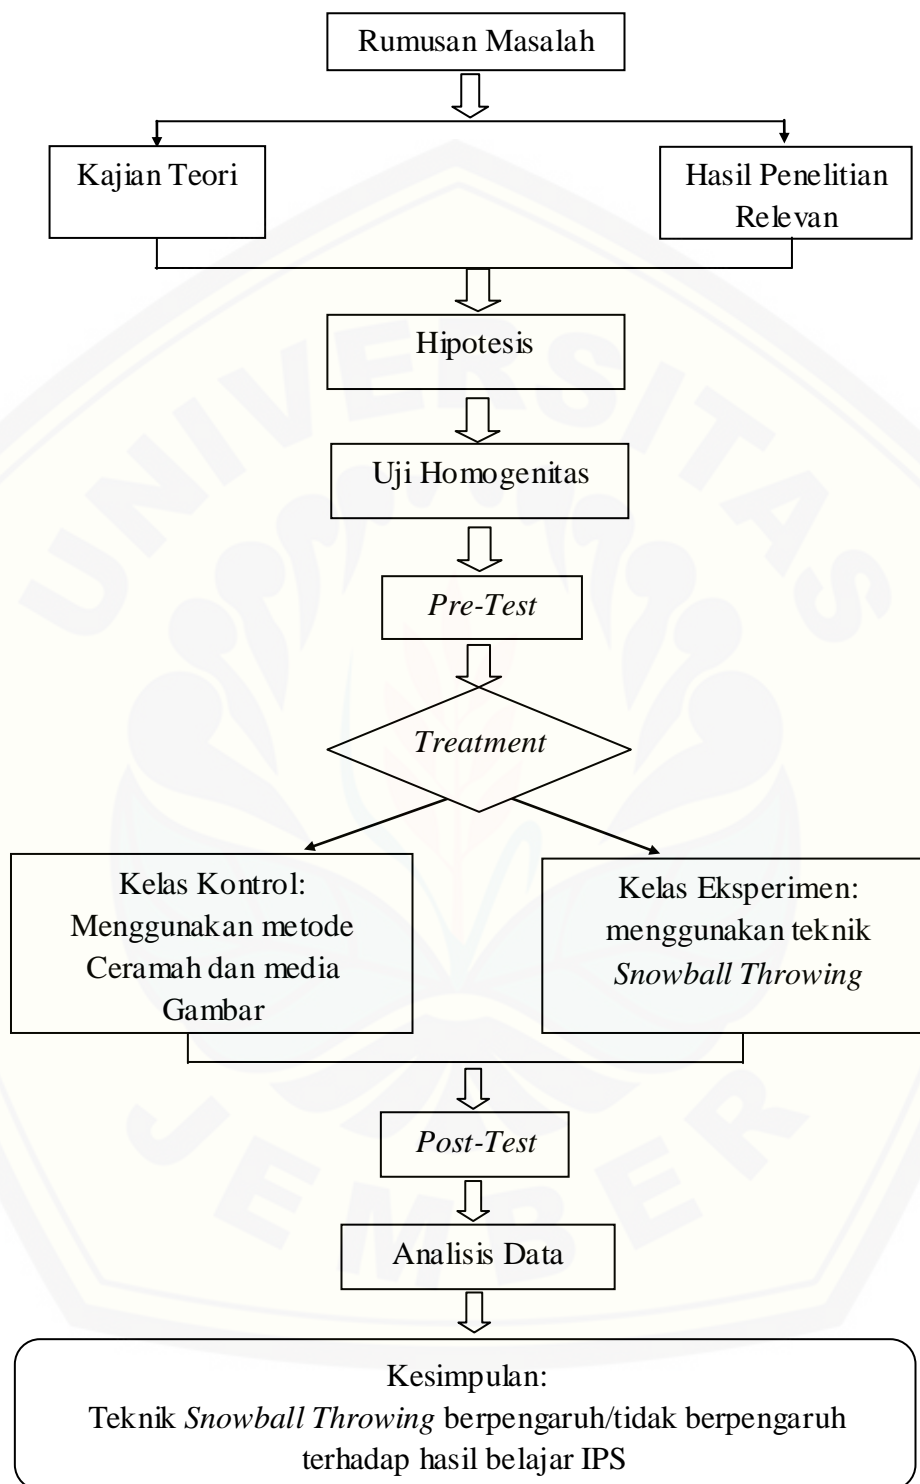 Rumusan Masalah
Kajian Teori
Hasil Penelitian
Relevan
Hipotesis
Uji Homogenitas
Pre-Test
Treatment
Kelas Kontrol:
Menggunakan metode
Ceramah dan media
Gambar
Kelas Eksperimen:
menggunakan teknik
Snowball Throwing
Post-Test
Analisis Data
Kesimpulan:
Teknik Snowball Throwing berpengaruh/tidak berpengaruh
terhadap hasil belajar IPS
UNIVERSITAS
JEMBER